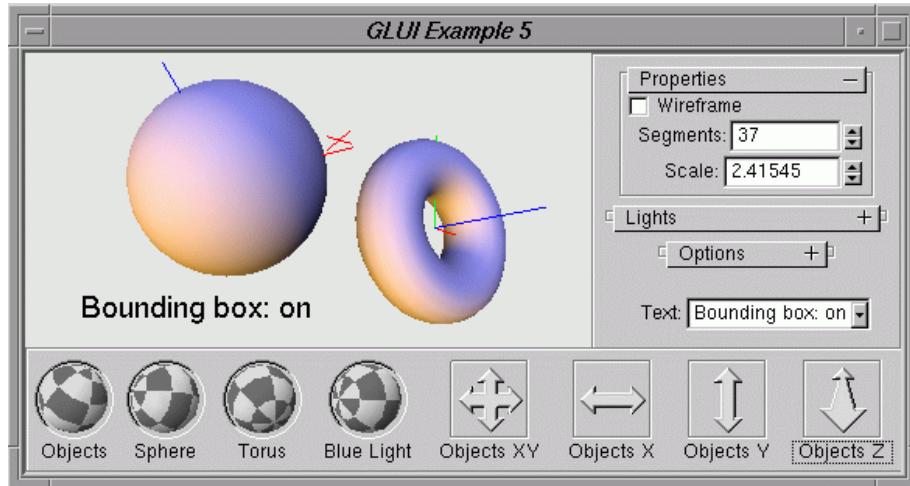 GLUI Example 5
Properties
Wireframe
Segments: 37
Scale: 2.41545
Lights
Options
Text: Bounding box: on
Bounding box: on
Objects
Sphere
Torus
Blue Light
Objects XY
Objects X
Objects Y
Objects Z